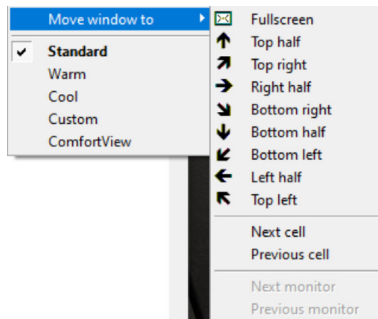 Move window to
Standard
Warm
Cool
Custom
ComfortView
Fullscreen
Top half
Top right
Right half
Bottom right
Bottom half
Bottom left
Left half
Top left
Next cell
Previous cell
Next monitor
Previous monitor